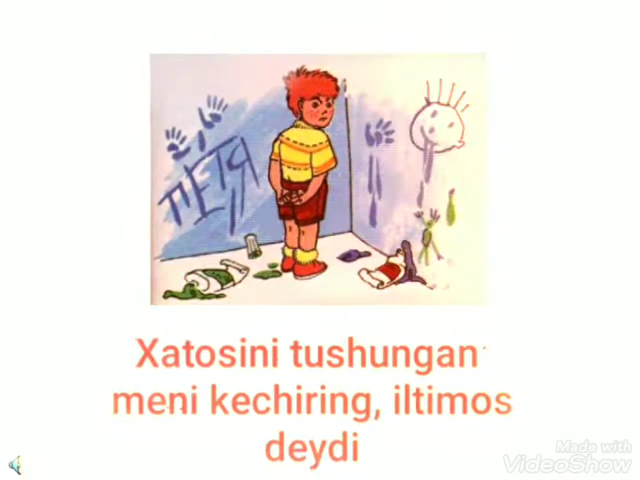 ПЕТЯ
Xatosini tushungan
meni kechiring, iltimos
deydi
Made with
VideoShow